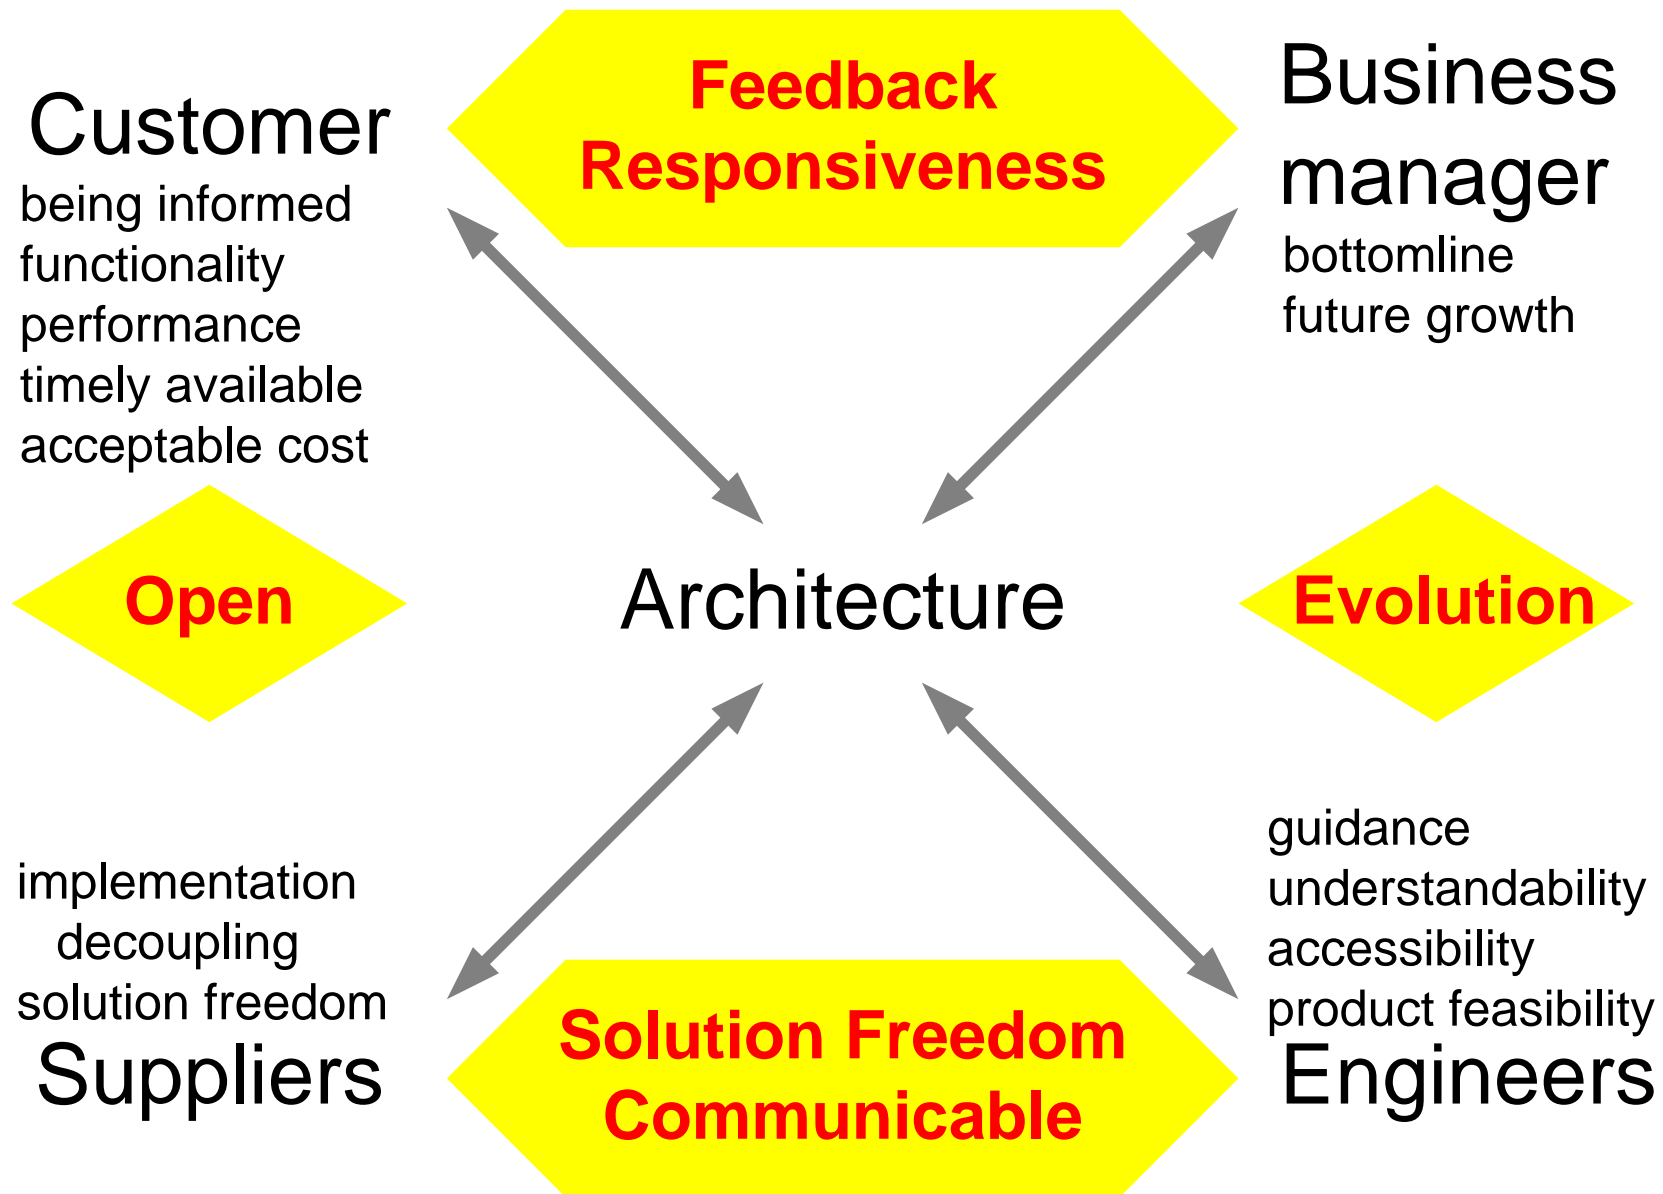 Customer
being informed
functionality
performance
timely available
acceptable cost
Feedback
Responsiveness
Business
manager
bottomline
future growth
Open
Architecture
Evolution
implementation
decoupling
solution freedom
Suppliers
Solution Freedom
Communicable
guidance
understandability
accessibility
product feasibility
Engineers